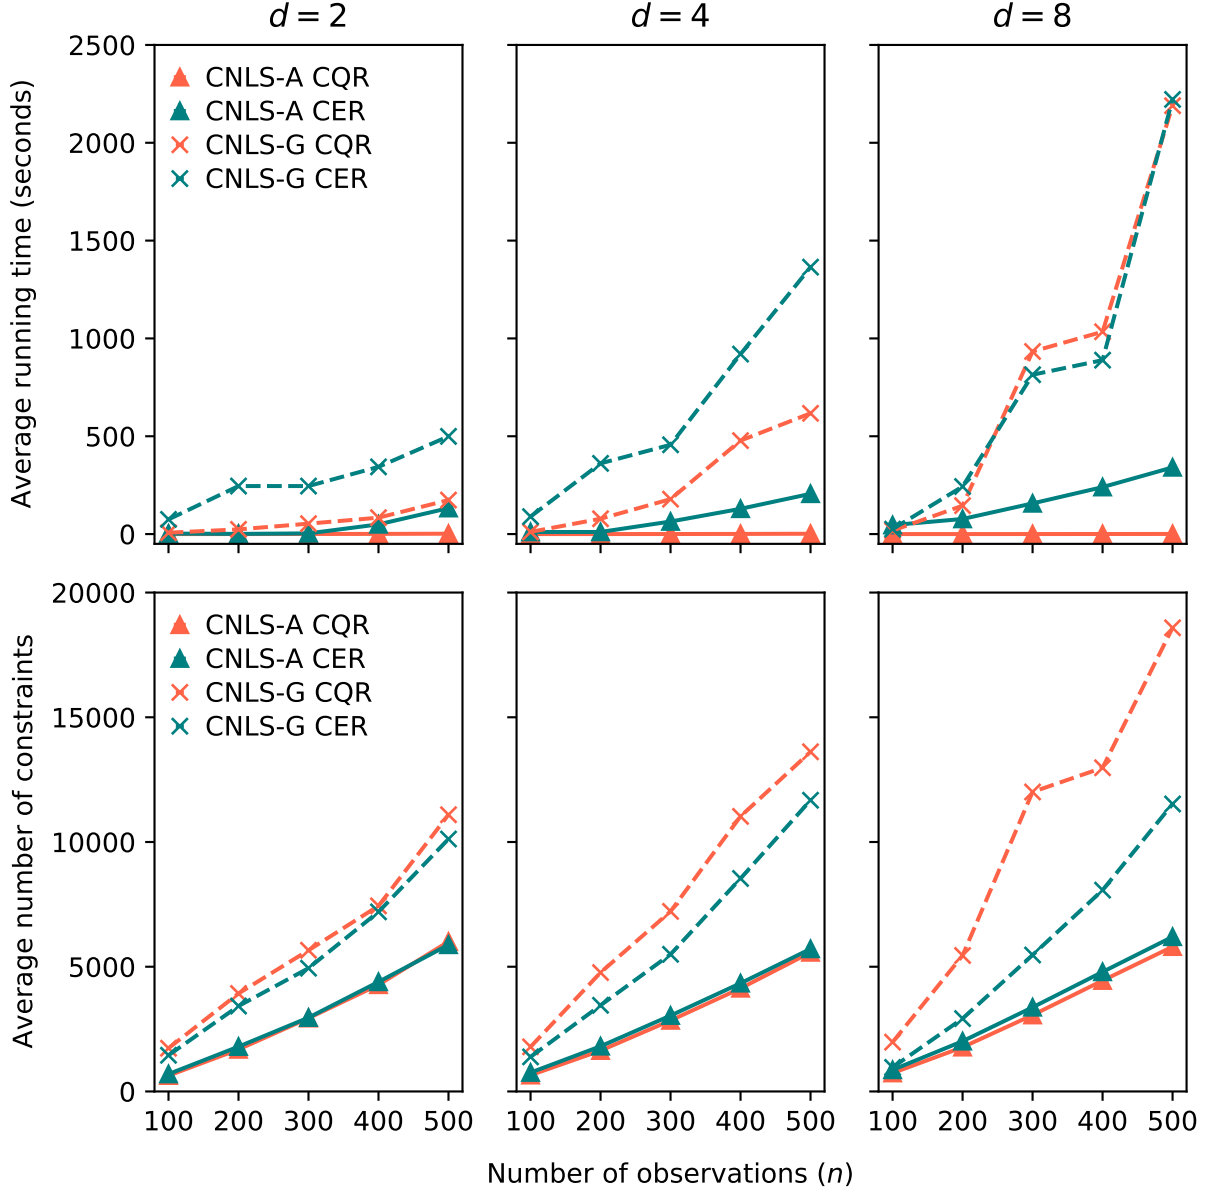 d = 2
d = 4
d = 8
Average running time (seconds)
2500
2000
1500
1000
500
0
CNLS-A CQR
CNLS-A CER
CNLS-G CQR
CNLS-G CER
Average number of constraints
20000
15000
10000
5000
0
CNLS-A CQR
CNLS-A CER
CNLS-G CQR
CNLS-G CER
100 200 300 400 500
100 200 300 400 500
100 200 300 400 500
Number of observations (n)